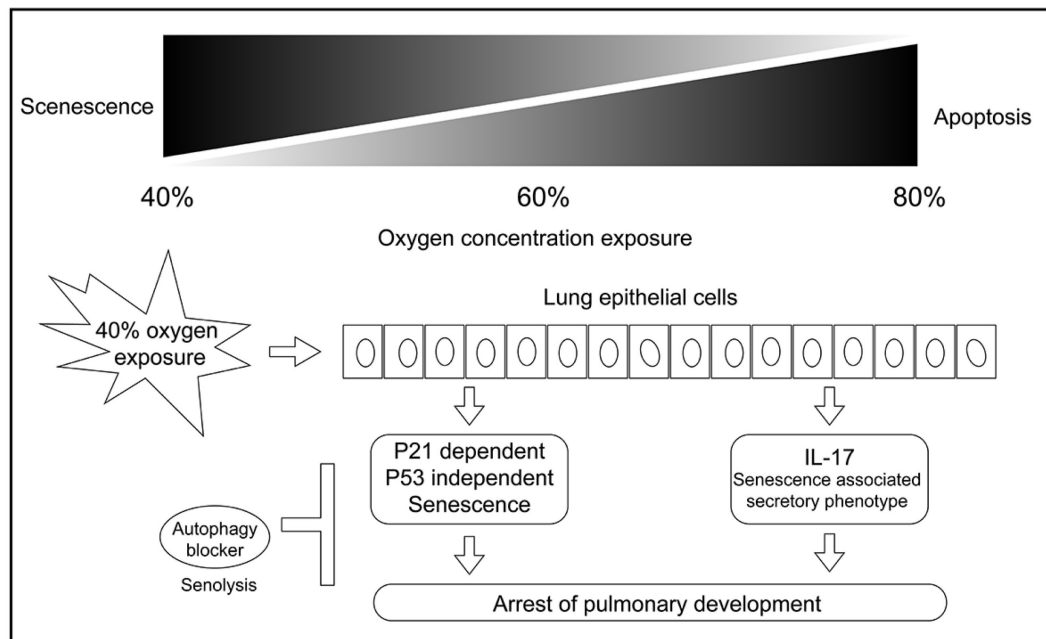 Scenescence
Apoptosis
40%
60%
80%
Oxygen concentration exposure
Lung epithelial cells
40% oxygen
exposure
P21 dependent
P53 independent
Senescence
IL-17
Senescence associated
secretory phenotype
Autophagy
blocker
Senolysis
Arrest of pulmonary development